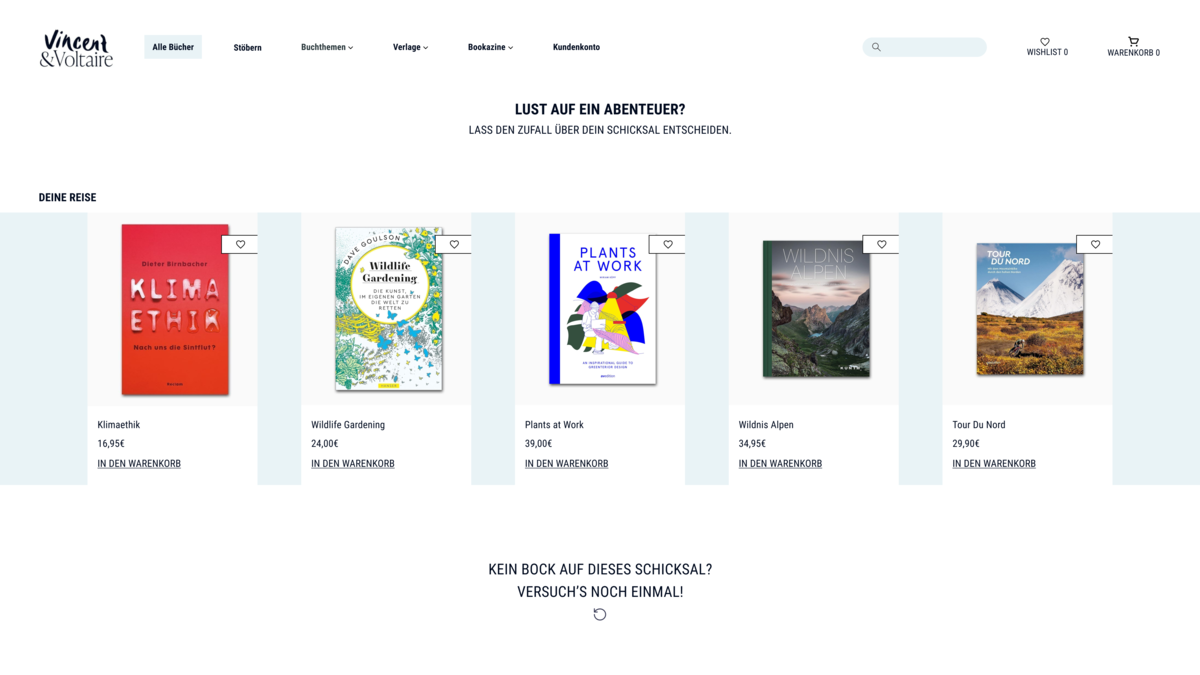 Vincent
&Voltaire
Alle Bücher
Stöbern
Buchthemen
Verlage
Bookazine
Kundenkonto
WISHLIST 0
WARENKORB 0
LUST AUF EIN ABENTEUER?
LASS DEN ZUFALL ÜBER DEIN SCHICKSAL ENTSCHEIDEN.
DEINE REISE
Dieter Birnbacher
KLIMA
ETHIK
Nach uns die Sintflut?
DAVE GOULSON
Wildlife
Gardening
DIE KUNST,
IM EIGENEN GARTEN
DIE WELT ZU
RETTEN
PLANTS
AT WORK
AN INSPIRATIONAL GUIDE TO
GREENTERIOR DESIGN
WILDNIS
ALPEN
KUNTH
TOUR
DU NORD
Klimaethik
16,95€
IN DEN WARENKORB
Wildlife Gardening
24,00€
IN DEN WARENKORB
Plants at Work
39,00€
IN DEN WARENKORB
Wildnis Alpen
34,95€
IN DEN WARENKORB
Tour Du Nord
29,90€
IN DEN WARENKORB
KEIN BOCK AUF DIESES SCHICKSAL?
VERSUCH'S NOCH EINMAL!